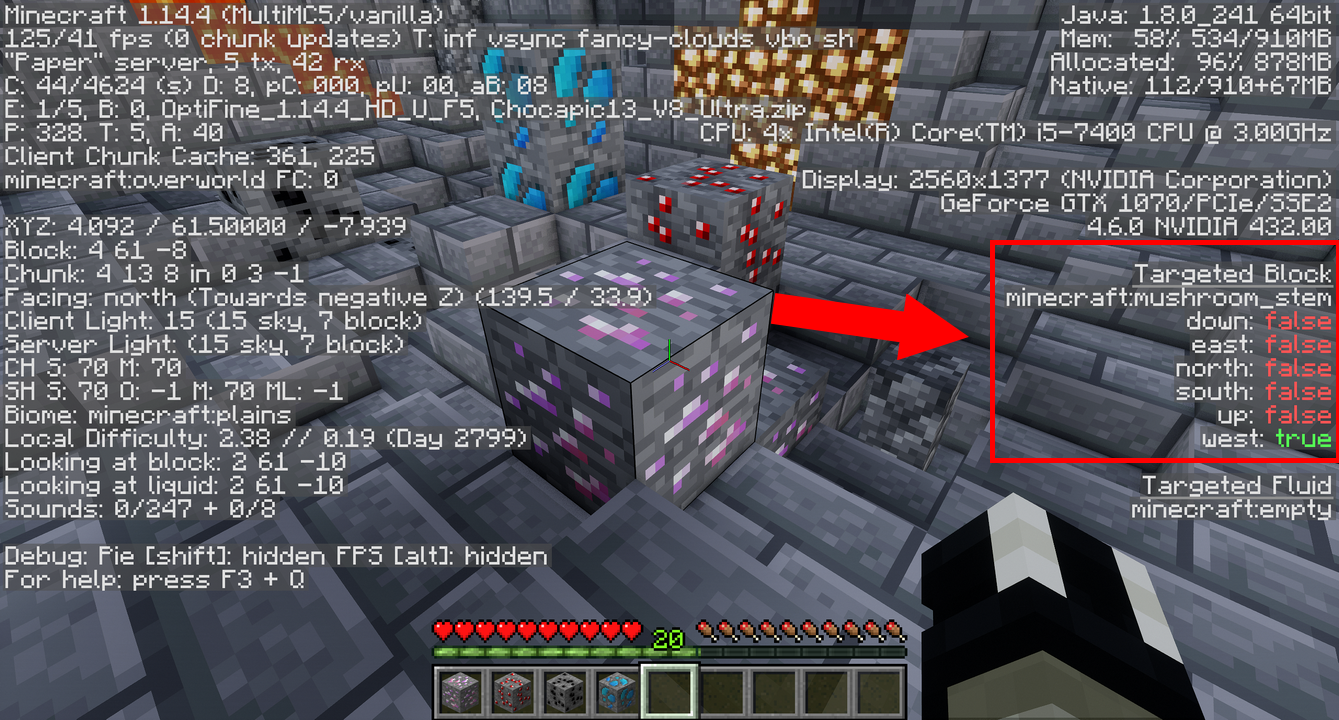 Minecraft 1.14.4 (MultiMC5/vanilla)
125/41 fps (0 chunk updates) T: inf vsync fancy-clouds vbo sh
"Paper" server, 5 tx, 42 rx
C: 44/4624 (s) D: 8, pC: 000, pU: 00, aB: 08
E: 1/5, B: 0, OptiFine_1.14.4_HD_U_F5, Chocapic13_V8_Ultra.zip
P: 328, T: 5, A: 40
Client Chunk Cache: 361, 225
minecraft:overworld FC: 0
XYZ: 4.092 / 61.50000 / -7.939
Block: 4 61 -8
Chunk: 4 13 8 in 0 3 -1
Facing: north (Towards negative Z) (139.5 / 33.9)
Client Light: 15 (15 sky, 7 block)
Server Light: (15 sky, 7 block)
CH S: 70 M: 70
SH S: 70 O: -1 M: 70 ML: -1
Biome: minecraft:plains
Local Difficulty: 2.38 // 0.19 (Day 2799)
Looking at block: 2 61 -10
Looking at liquid: 2 61 -10
Sounds: 0/247 + 0/8
Debug: Pie [shift]: hidden FPS [alt]: hidden
For help: press F3 + Q
Java: 1.8.0_241 64bit
Mem: 58% 534/910MB
Allocated: 96% 878MB
Native: 112/910+67MB
CPU: 4x Intel(R) Core(TM) i5-7400 CPU @ 3.00GHz
Display: 2560x1377 (NVIDIA Corporation)
GeForce GTX 1070/PCIe/SSE2
4.6.0 NVIDIA 432.00
Targeted Block
minecraft:mushroom_stem
down: false
east: false
north: false
south: false
up: false
west: true
Targeted Fluid
minecraft:empty
20